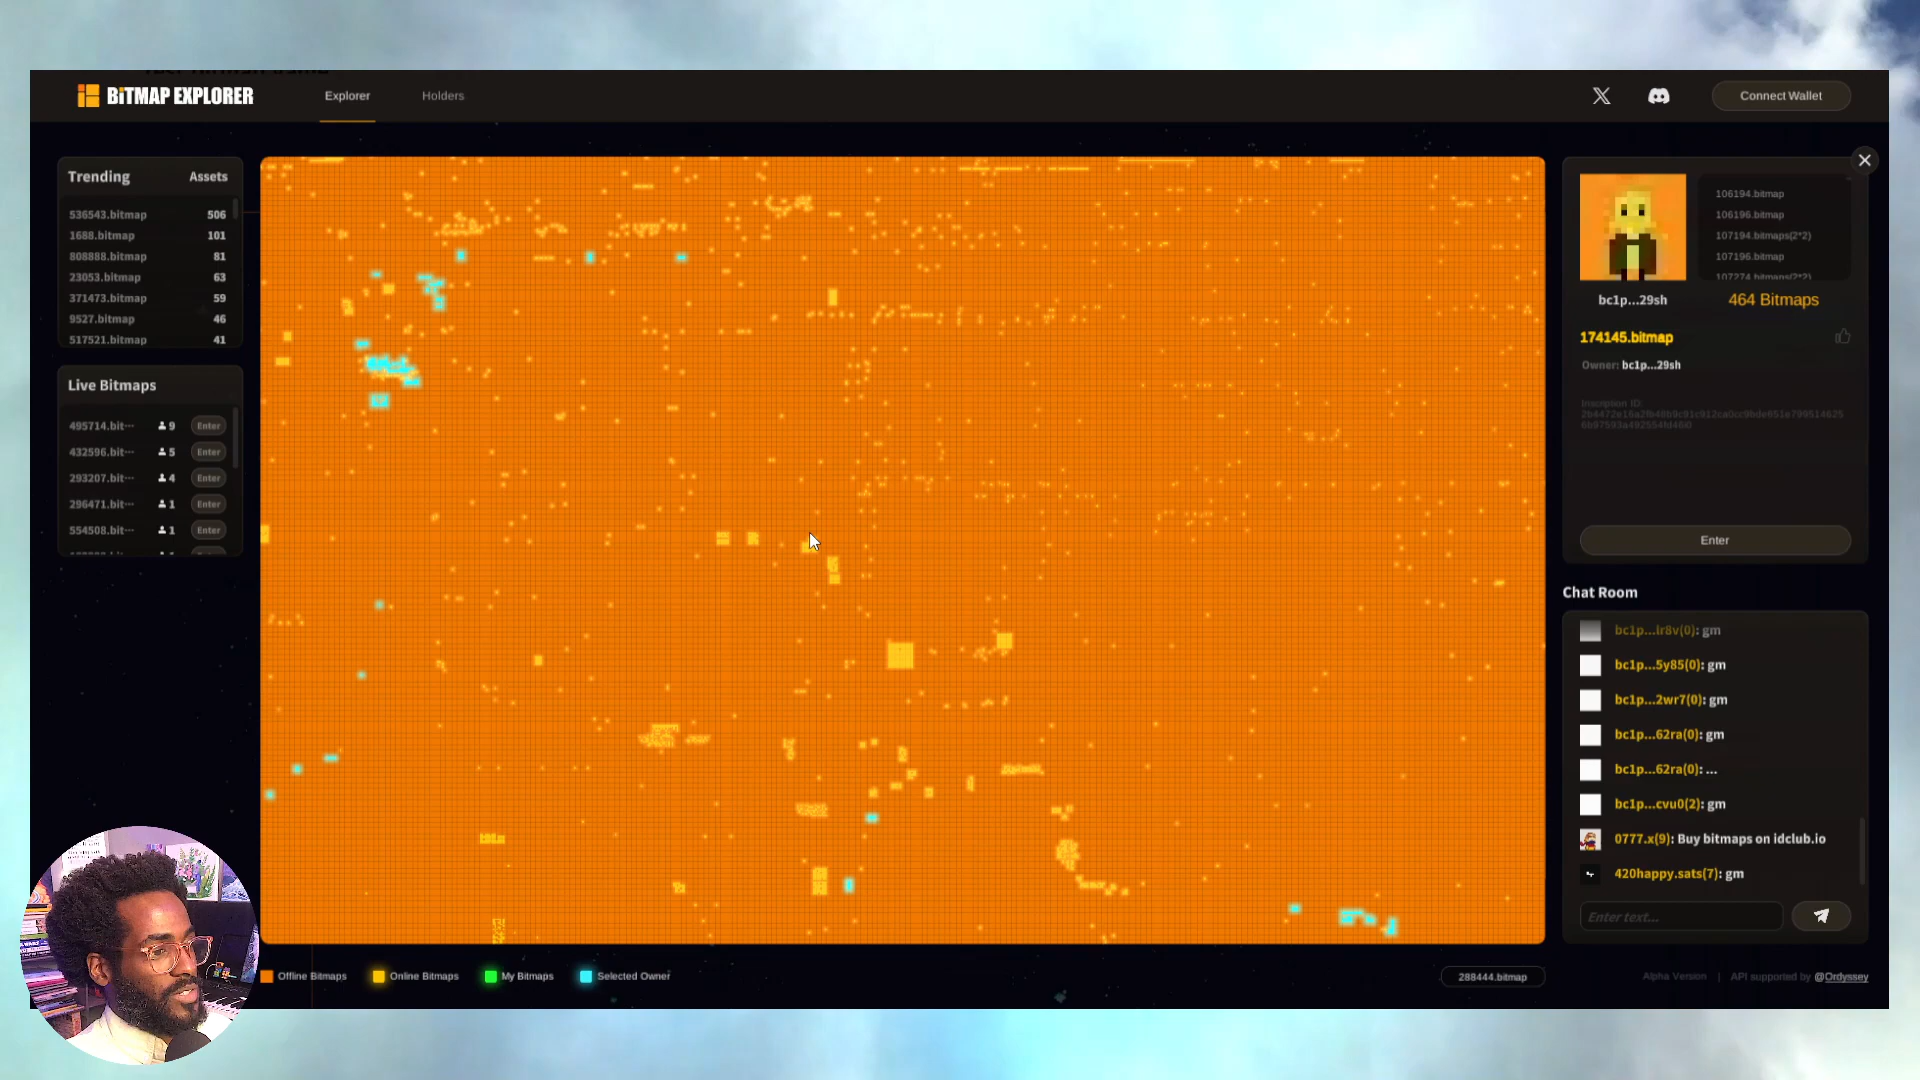 BiTMAP EXPLORER
Explorer
Holders
Connect Wallet
Trending Assets
536543.bitmap 506
1688.bitmap 101
808888.bitmap 81
23053.bitmap 63
371473.bitmap 59
9527.bitmap 46
517521.bitmap 41
Live Bitmaps
495714.bit··· 9 Enter
432596.bit··· 5 Enter
293207.bit··· 4 Enter
296471.bit··· 1 Enter
554508.bit··· 1 Enter
106194.bitmap
106196.bitmap
107194.bitmaps(2*2)
107196.bitmap
107274.bitmaps(2*2)
bc1p...29sh
464 Bitmaps
174145.bitmap
Owner: bc1p...29sh
Inscription ID:
Enter
Chat Room
bc1p...lr8v(0): gm
bc1p...5y85(0): gm
bc1p...2wr7(0): gm
bc1p...62ra(0): gm
bc1p...62ra(0): ...
bc1p...cvu0(2): gm
0777.x(9): Buy bitmaps on idclub.io
420happy.sats(7): gm
Enter text...
Offline Bitmaps
Online Bitmaps
My Bitmaps
Selected Owner
288444.bitmap
Alpha Version | API supported by @Ordyssey